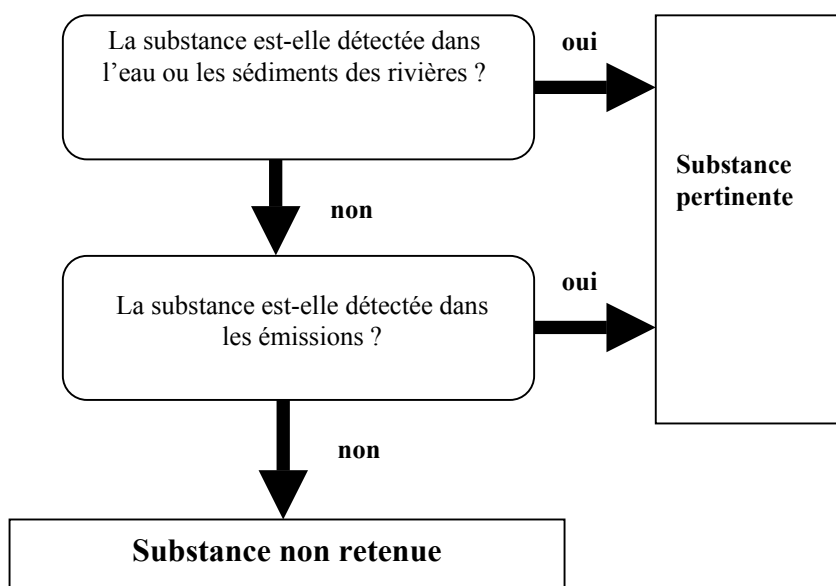 La substance est-elle détectée dans
l’eau ou les sédiments des rivières ?
oui
Substance
pertinente
non
La substance est-elle détectée dans
les émissions ?
oui
non
Substance non retenue